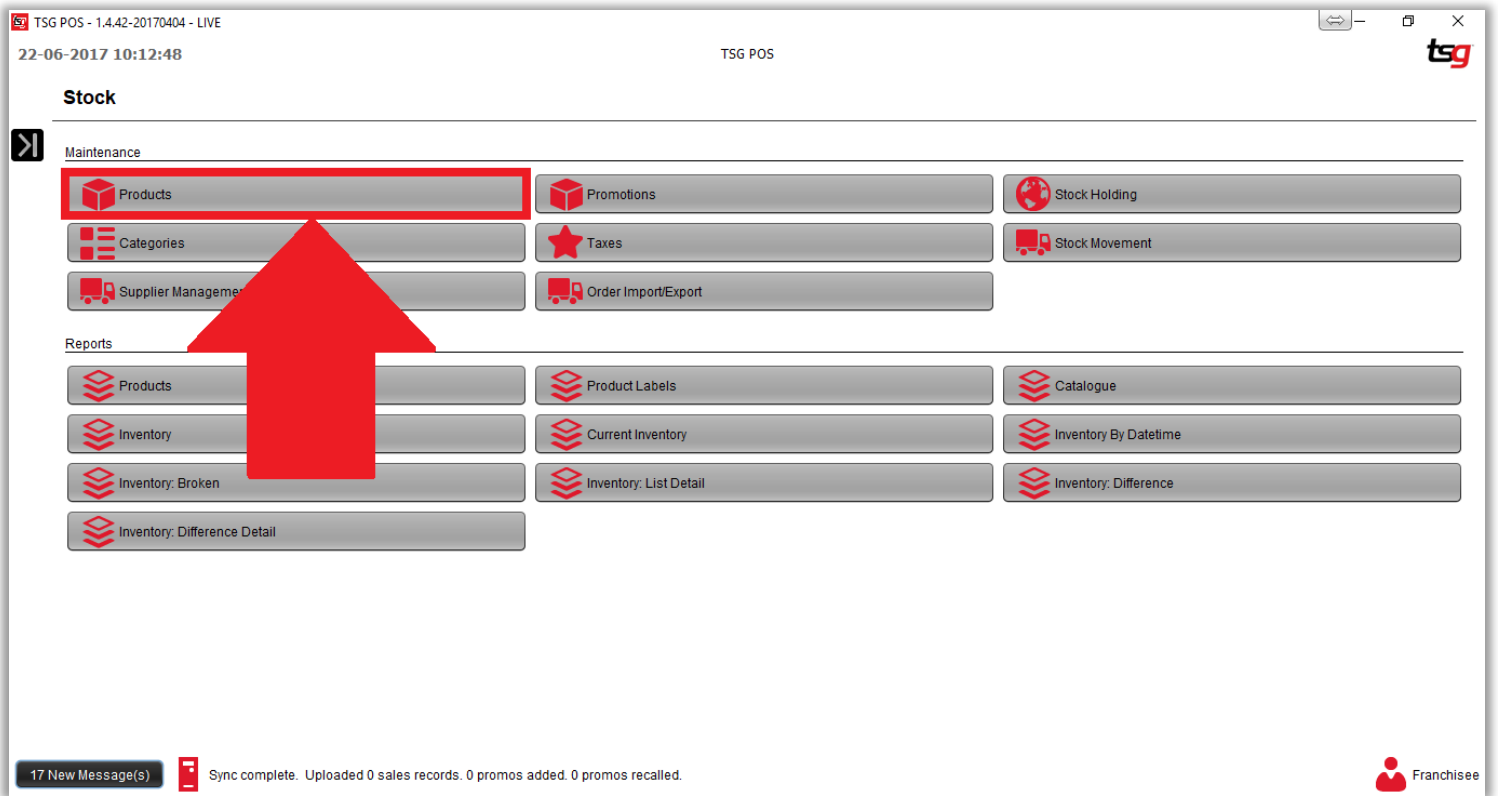 TSG POS - 1.4.42-20170404 - LIVE
22-06-2017 10:12:48
TSG POS
tsg
Stock
Maintenance
Products
Promotions
Stock Holding
Categories
Taxes
Stock Movement
Supplier Managemen
Order Import/Export
Reports
Products
Product Labels
Catalogue
Inventory
Current Inventory
Inventory By Datetime
Inventory: Broken
Inventory: List Detail
Inventory: Difference
Inventory: Difference Detail
17 New Message(s)
Sync complete. Uploaded 0 sales records. 0 promos added. 0 promos recalled.
Franchisee